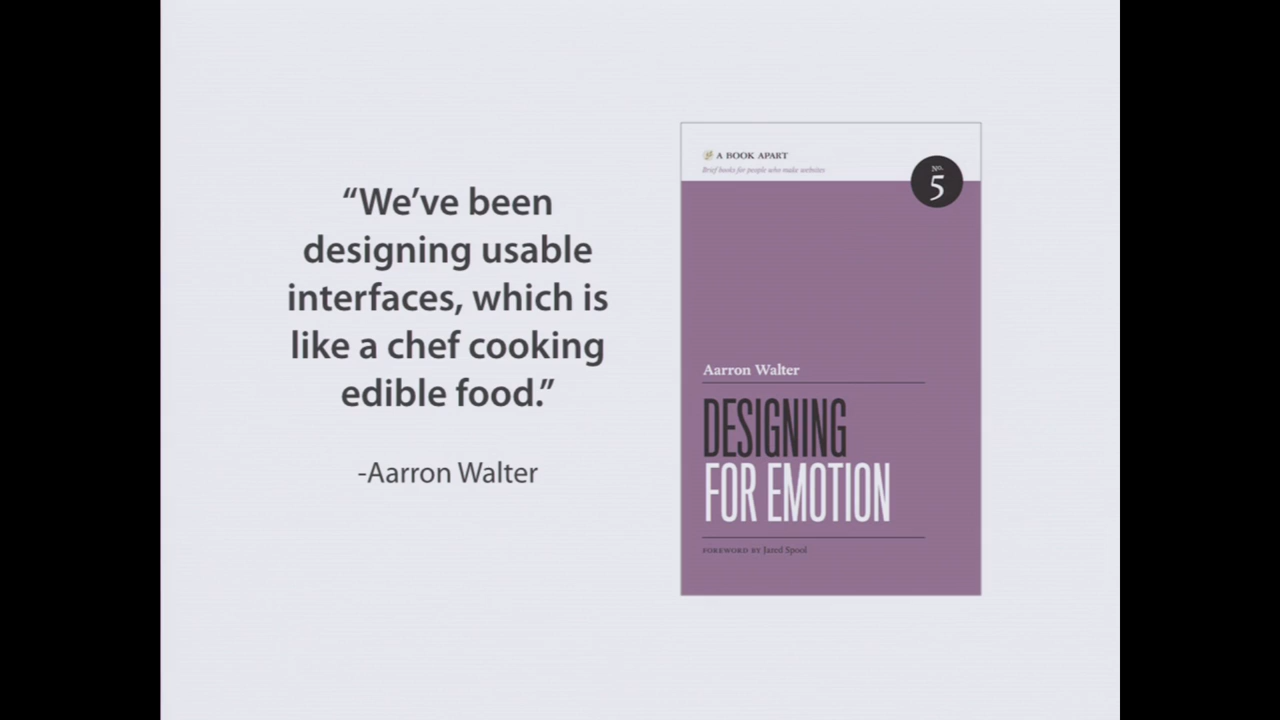 “We’ve been
designing usable
interfaces, which is
like a chef cooking
edible food.”
-Aarron Walter
A BOOK APART
Brief books for people who make websites
No.
5
Aarron Walter
DESIGNING
FOR EMOTION
FOREWORD BY Jared Spool